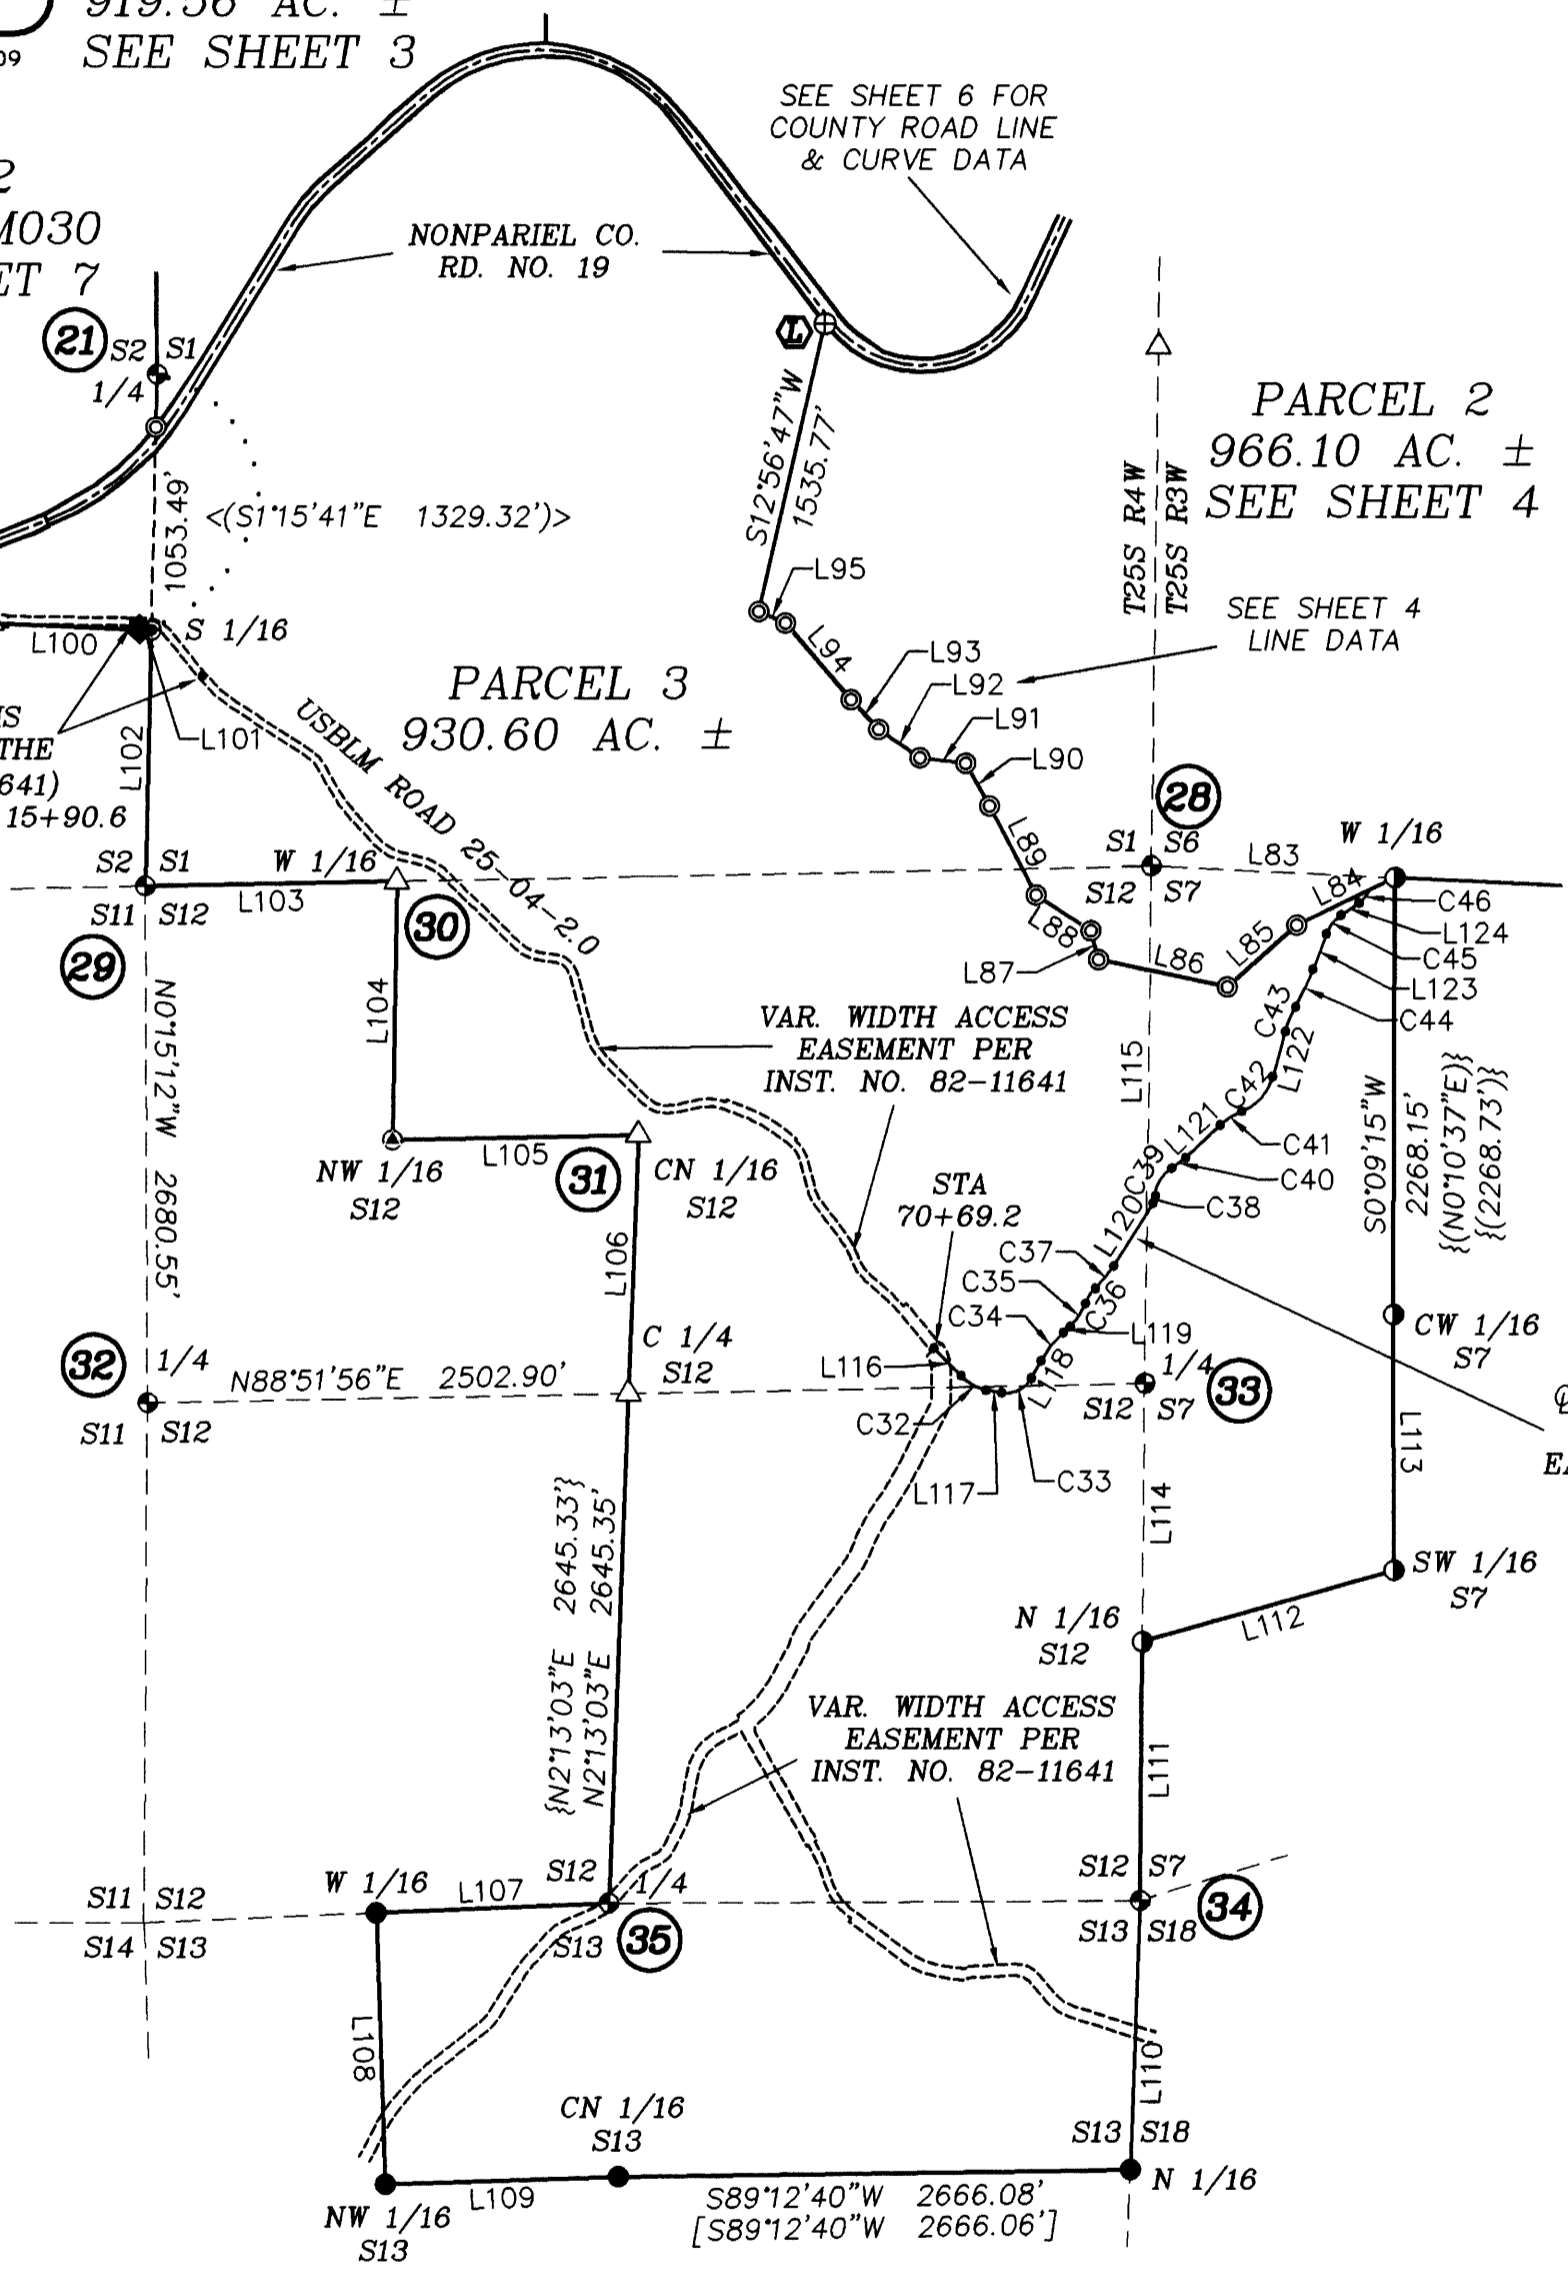 919.56 AC. ±
SEE SHEET 3
09
2
M030
ET 7
SEE SHEET 6 FOR
COUNTY ROAD LINE
& CURVE DATA
NONPARIEL CO.
RD. NO. 19
21
S2 S1
1/4
L
1053.49'
<(S1°15'41"E 1329.32')>
S12°56'47"W
1535.77'
T25S R4W
T25S R3W
PARCEL 2
966.10 AC. ±
SEE SHEET 4
SEE SHEET 4
LINE DATA
L95
L94
L93
L92
L91
L90
L89
L88
L87
L86
L85
L84
L83
L100
S 1/16
L101
L102
IS
THE
641)
15+90.6
PARCEL 3
930.60 AC. ±
USBLM ROAD 25-04-2.0
28
S1 S6
S12 S7
W 1/16
C46
L124
C45
L123
C44
C43
L122
C42
C41
L121
C40
C39
C38
L120
C37
C36
C35
C34
L119
L118
C33
L117
C32
L116
S2 S1
S11 S12
29
L103
W 1/16
30
L104
N0°15'12"W 2680.55'
VAR. WIDTH ACCESS
EASEMENT PER
INST. NO. 82-11641
L115
S0°09'15"W
2268.15'
{(N0°10'37"E)}
{(2268.73')}
NW 1/16
S12
L105
31
CN 1/16
S12
STA
70+69.2
L106
C 1/4
S12
32
1/4
S11 S12
N88°51'56"E 2502.90'
1/4
S12 S7
33
CW 1/16
S7
L113
L114
SW 1/16
S7
L112
N 1/16
S12
{N2°13'03"E 2645.33'}
N2°13'03"E 2645.35'
VAR. WIDTH ACCESS
EASEMENT PER
INST. NO. 82-11641
L111
S11 S12
S14 S13
W 1/16
L107
S12
1/4
S13
35
S12 S7
S13 S18
34
L108
L110
CN 1/16
S13
S13 S18
N 1/16
L109
NW 1/16
S13
S89°12'40"W 2666.08'
[S89°12'40"W 2666.06']